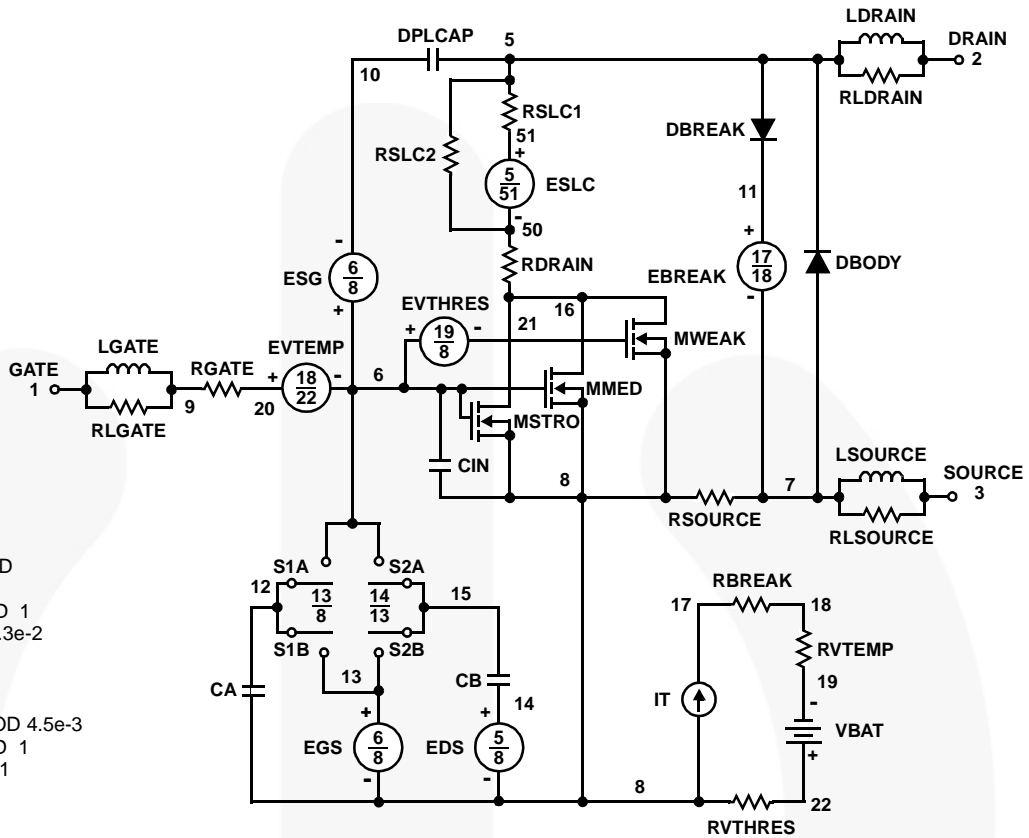 LDRAIN
DPLCAP
5
DRAIN
2
10
RLDRAIN
RSLC1
51
DBREAK
RSLC2
+
5
51
ESLC
11
-
50
-
+
17
18
DBODY
ESG
6
8
RDRAIN
EBREAK
-
+
EVTHRES
16
21
+
19
8
-
MWEAK
LGATE
EVTEMP
GATE
1
RGATE
+
18
22
-
6
MMED
9
20
MSTRO
RLGATE
LSOURCE
CIN
8
7
SOURCE
3
RSOURCE
RLSOURCE
D
S1A
S2A
12
13
8
14
13
15
RBREAK
D 1
17
18
.3e-2
S1B
S2B
RVTEMP
13
CB
19
CA
14
IT
-
OD 4.5e-3
+
+
VBAT
D 1
EGS
6
8
EDS
5
8
+
1
-
-
8
22
RVTHRES